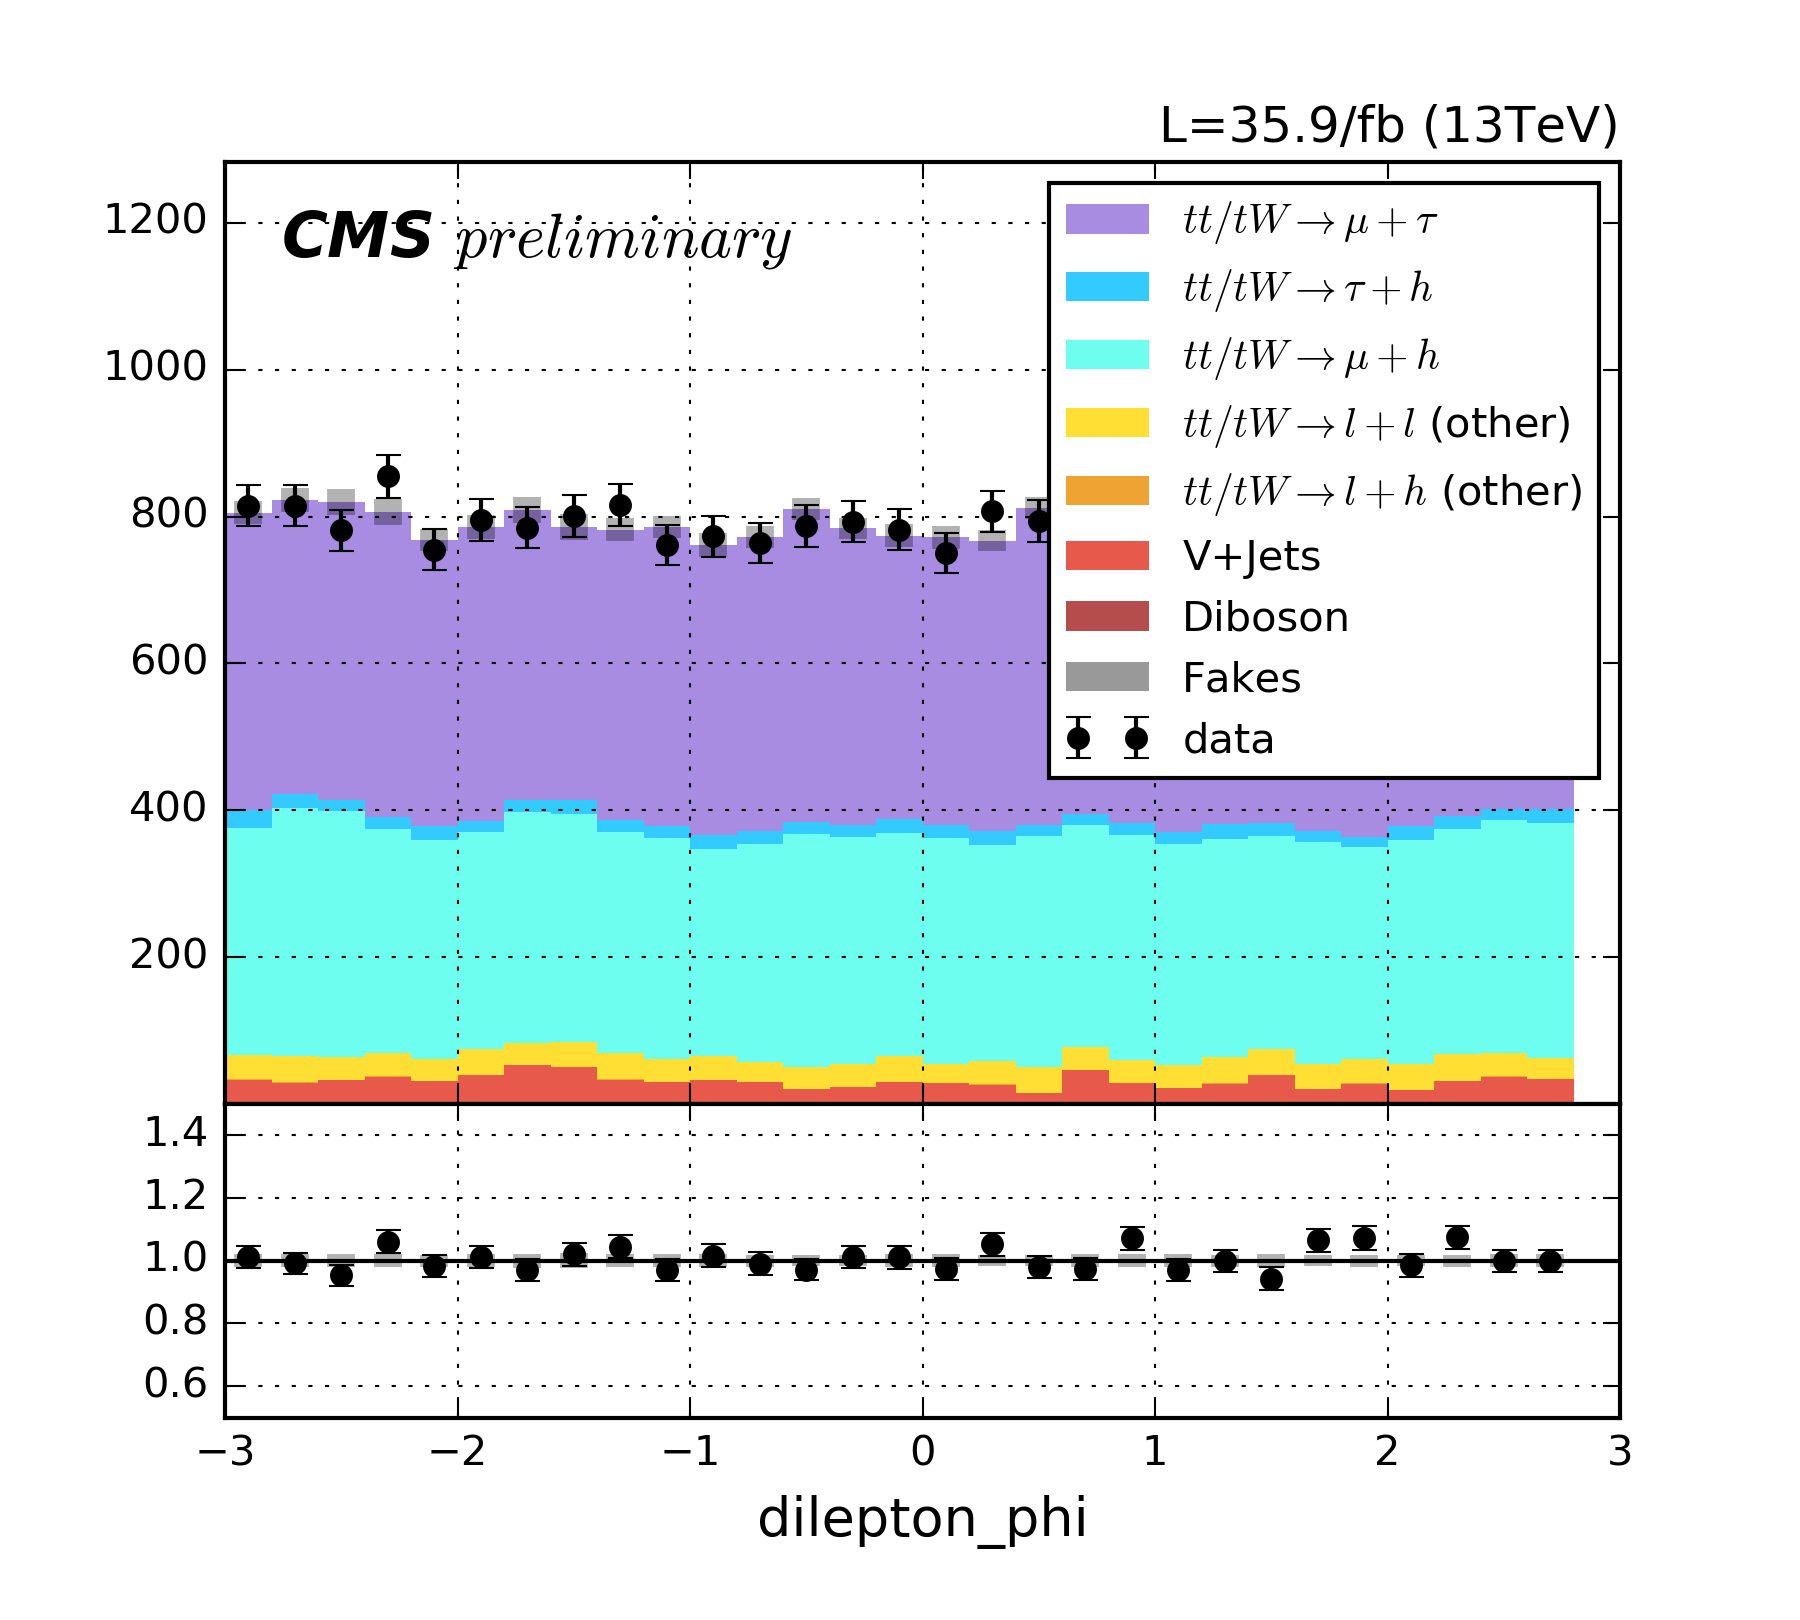 L=35.9/fb (13TeV)
CMS preliminary
1200
1000
800
600
400
200
tt/tW→μ+τ
tt/tW→τ+h
tt/tW→μ+h
tt/tW→l+l (other)
tt/tW→l+h (other)
V+Jets
Diboson
Fakes
data
1.4
1.2
1.0
0.8
0.6
−3 −2 −1 0 1 2 3
dilepton_phi